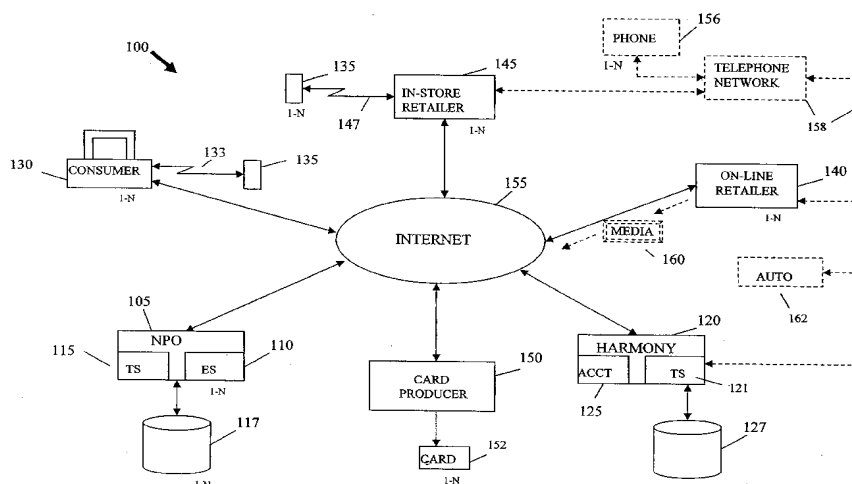 100
156
PHONE
1-N
TELEPHONE
NETWORK
158
135
145
IN-STORE
RETAILER
1-N
147
1-N
130
CONSUMER
133
135
1-N
155
INTERNET
ON-LINE
RETAILER
140
1-N
MEDIA
160
AUTO
162
105
NPO
115
TS
ES
110
1-N
117
1-N
150
CARD
PRODUCER
CARD
152
1-N
120
HARMONY
ACCT
TS
121
125
127